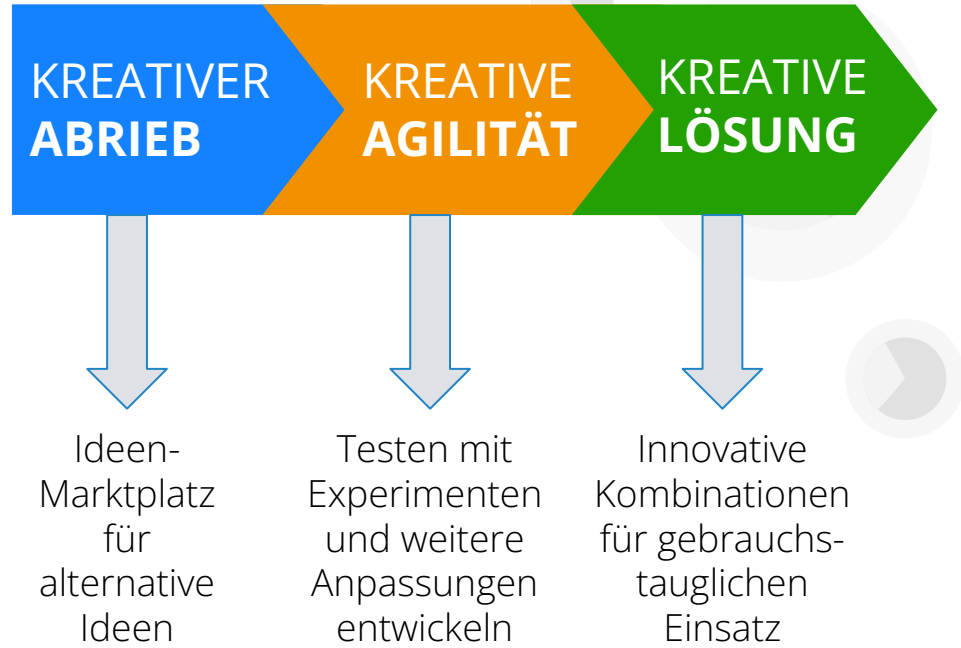 KREATIVER
ABRIEB
KREATIVE
AGILITÄT
KREATIVE
LÖSUNG
Ideen-
Marktplatz
für
alternative
Ideen
Testen mit
Experimenten
und weitere
Anpassungen
entwickeln
Innovative
Kombinationen
für gebrauchs-
tauglichen
Einsatz